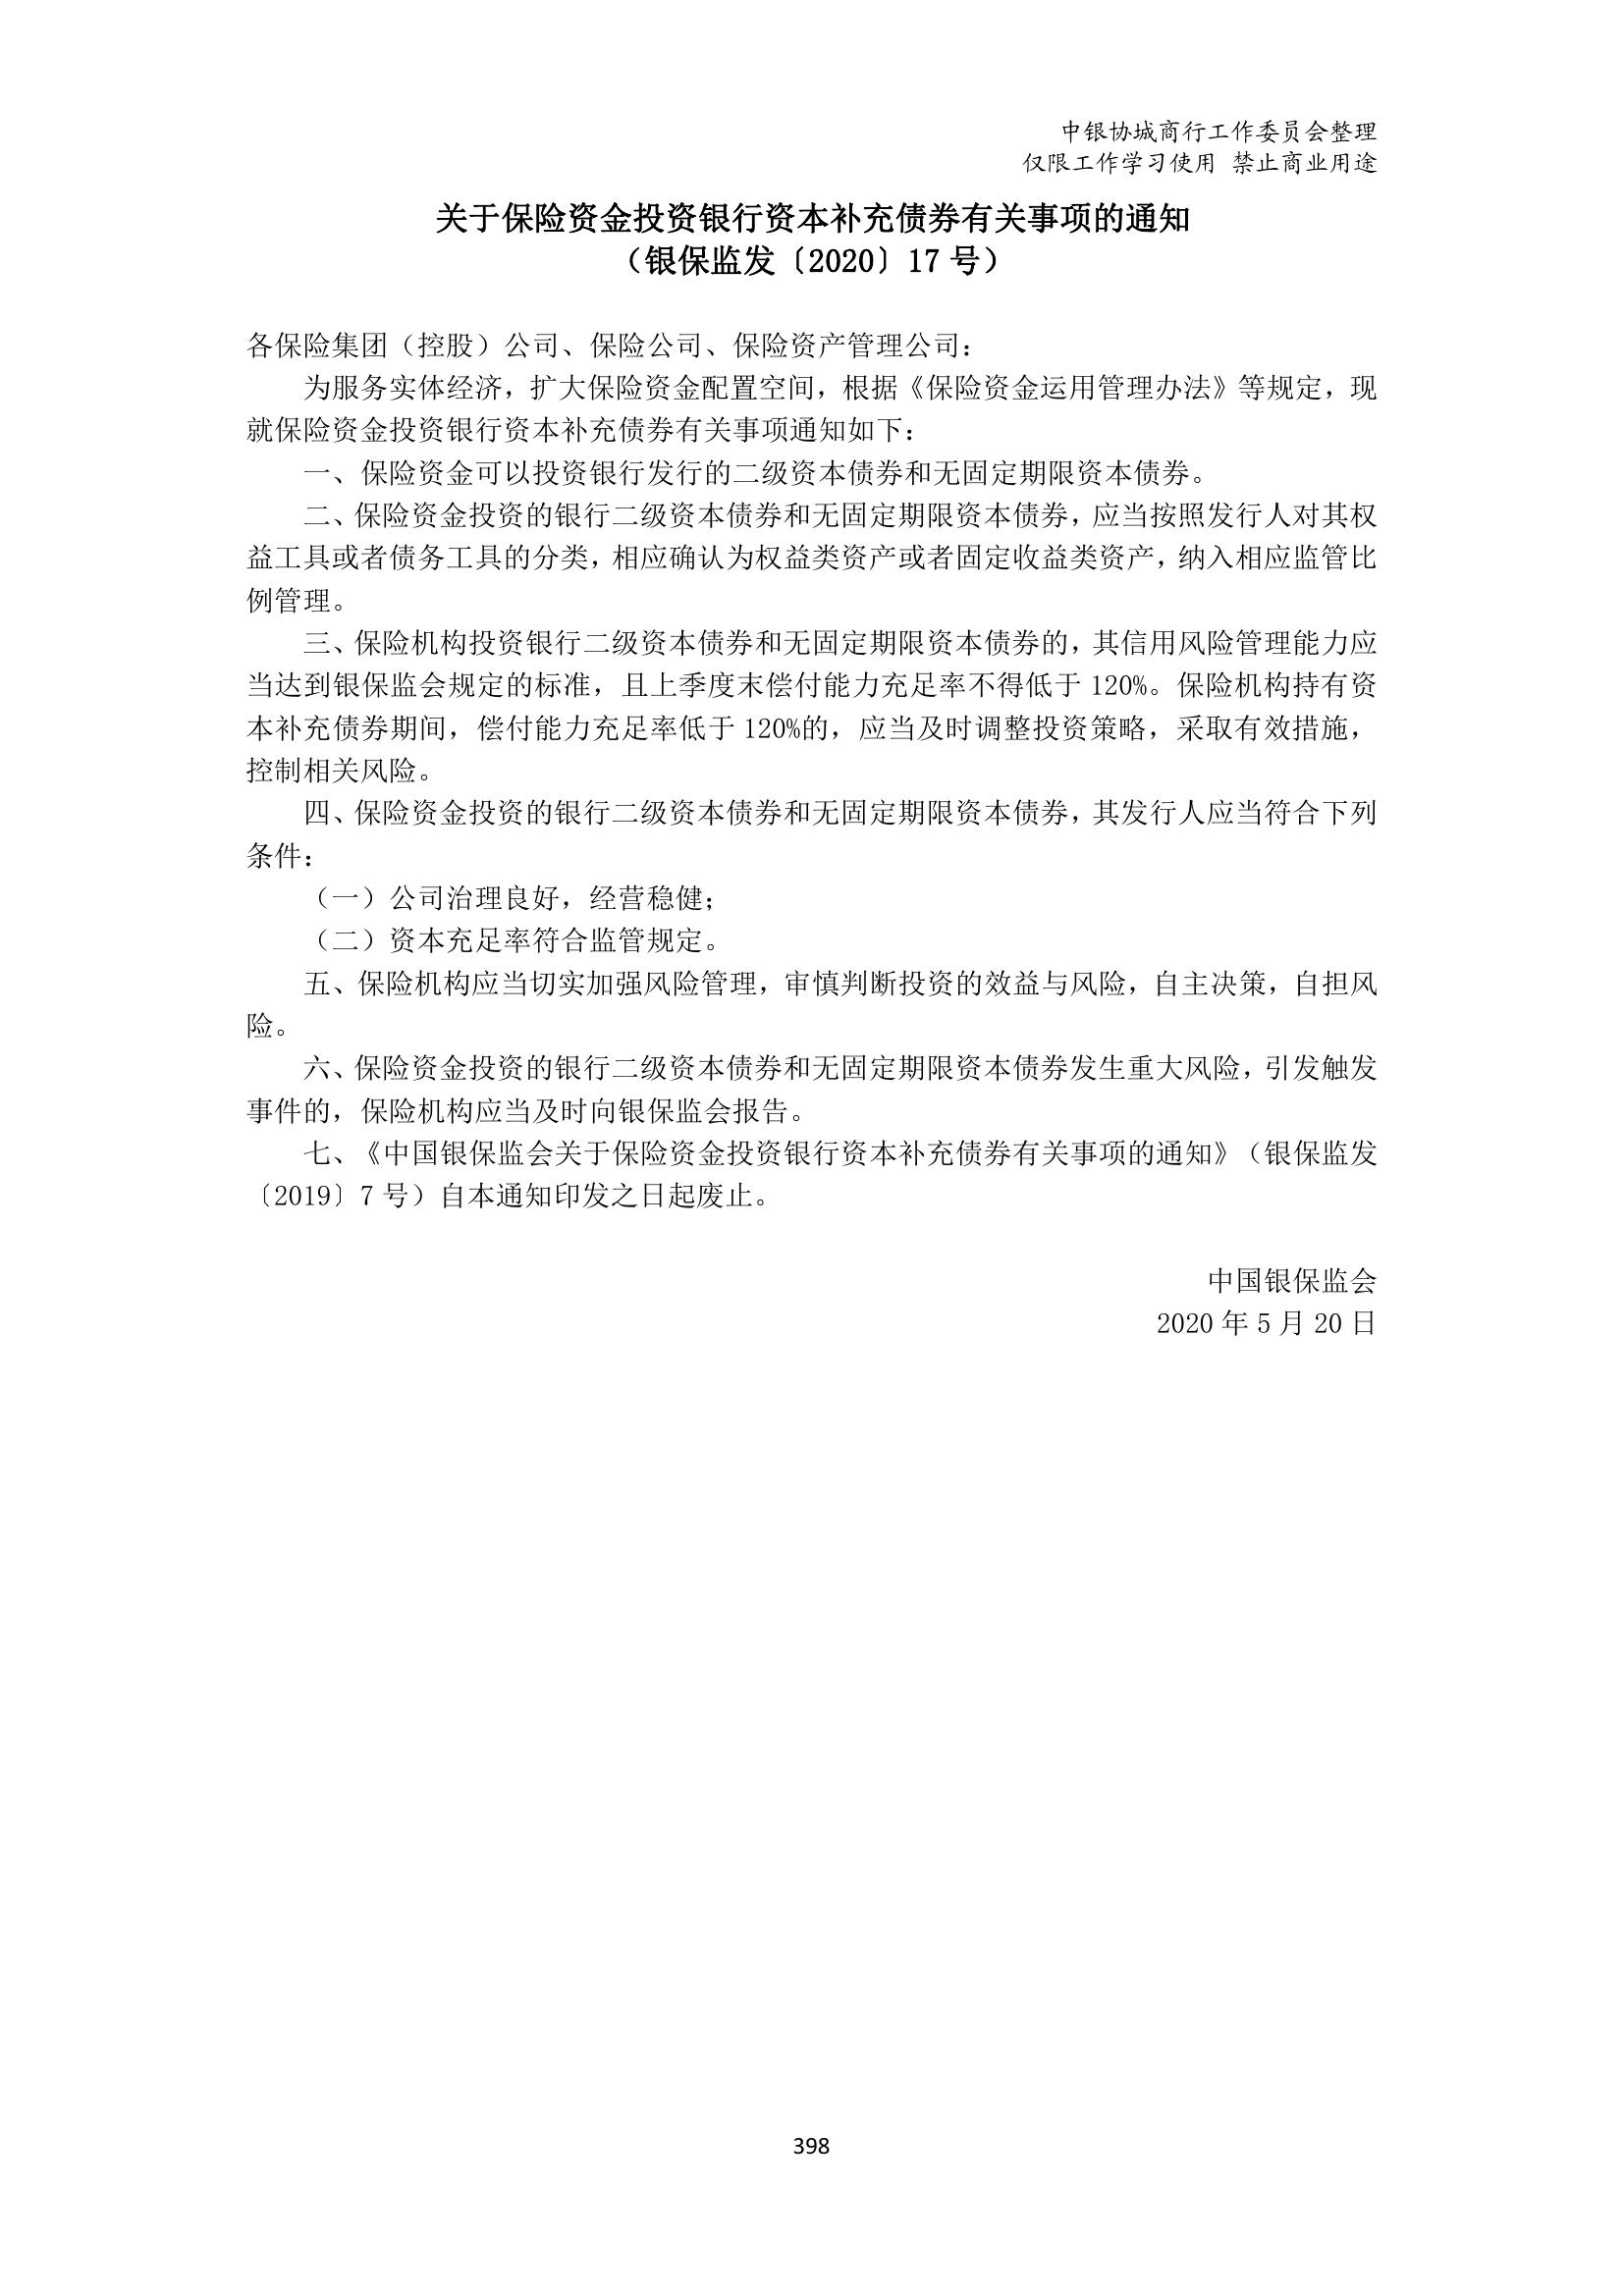 中银协城商行工作委员会整理
仅限工作学习使用 禁止商业用途
关于保险资金投资银行资本补充债券有关事项的通知
（银保监发〔2020〕17 号）
各保险集团（控股）公司、保险公司、保险资产管理公司：
为服务实体经济，扩大保险资金配置空间，根据《保险资金运用管理办法》等规定，现
就保险资金投资银行资本补充债券有关事项通知如下：
一、保险资金可以投资银行发行的二级资本债券和无固定期限资本债券。
二、保险资金投资的银行二级资本债券和无固定期限资本债券，应当按照发行人对其权
益工具或者债务工具的分类，相应确认为权益类资产或者固定收益类资产，纳入相应监管比
例管理。
三、保险机构投资银行二级资本债券和无固定期限资本债券的，其信用风险管理能力应
当达到银保监会规定的标准，且上季度末偿付能力充足率不得低于 120%。保险机构持有资
本补充债券期间，偿付能力充足率低于 120%的，应当及时调整投资策略，采取有效措施，
控制相关风险。
四、保险资金投资的银行二级资本债券和无固定期限资本债券，其发行人应当符合下列
条件：
（一）公司治理良好，经营稳健；
（二）资本充足率符合监管规定。
五、保险机构应当切实加强风险管理，审慎判断投资的效益与风险，自主决策，自担风
险。
六、保险资金投资的银行二级资本债券和无固定期限资本债券发生重大风险，引发触发
事件的，保险机构应当及时向银保监会报告。
七、《中国银保监会关于保险资金投资银行资本补充债券有关事项的通知》（银保监发
〔2019〕7 号）自本通知印发之日起废止。
中国银保监会
2020 年 5 月 20 日
398